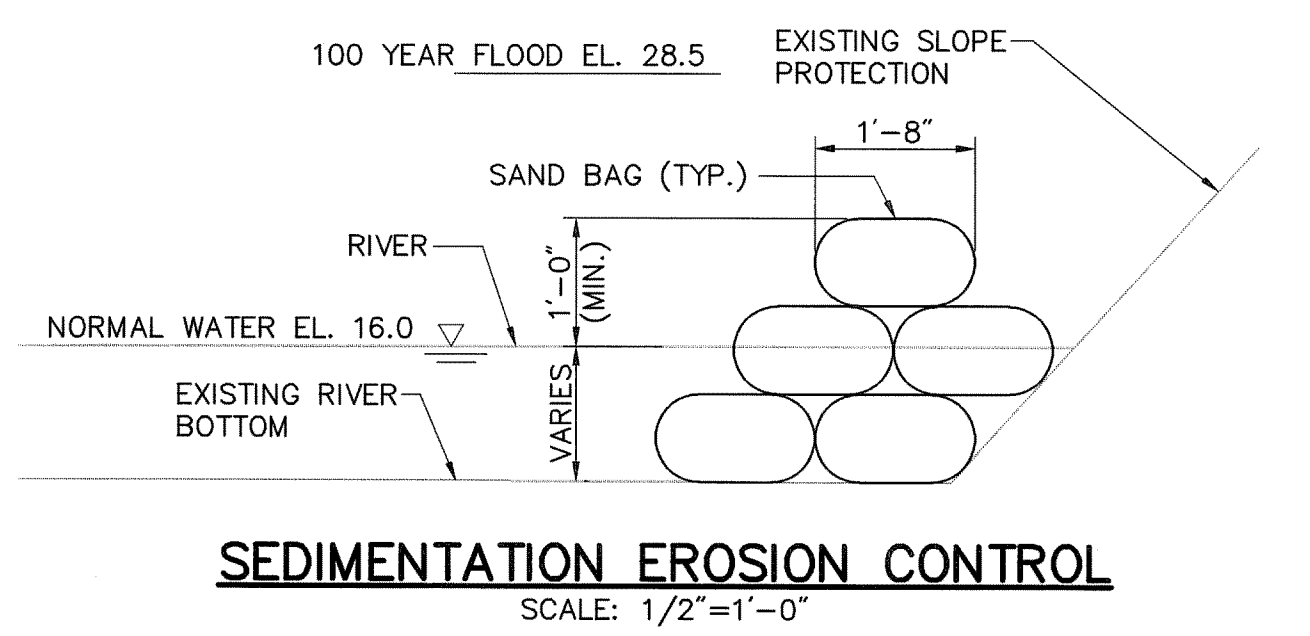 100 YEAR FLOOD EL. 28.5
EXISTING SLOPE
PROTECTION
1'-8"
SAND BAG (TYP.)
RIVER
1'-0"
(MIN.)
NORMAL WATER EL. 16.0
EXISTING RIVER
BOTTOM
VARIES
SEDIMENTATION EROSION CONTROL
SCALE: 1/2"=1'-0"